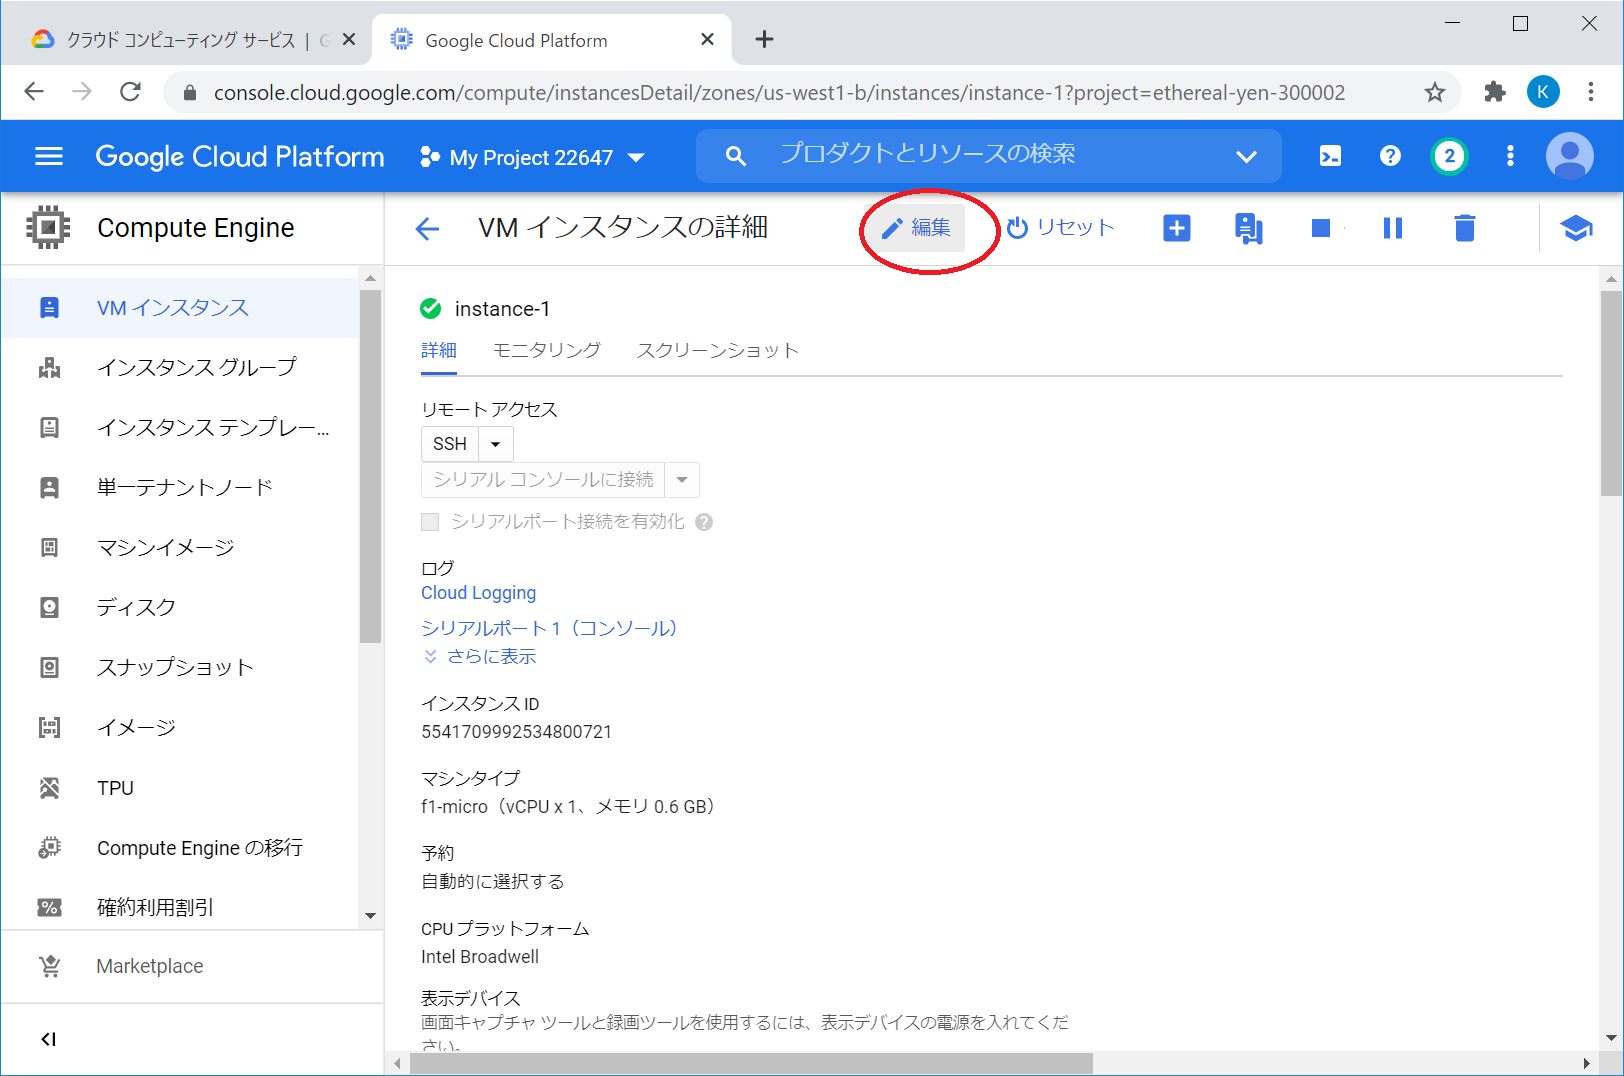 クラウド コンピューティング サービス | G
Google Cloud Platform
console.cloud.google.com/compute/instancesDetail/zones/us-west1-b/instances/instance-1?project=ethereal-yen-300002
K
Google Cloud Platform
My Project 22647
プロダクトとリソースの検索
2
Compute Engine
VM インスタンスの詳細
編集
リセット
VM インスタンス
インスタンス グループ
インスタンス テンプレー...
単一テナントノード
マシンイメージ
ディスク
スナップショット
イメージ
TPU
Compute Engine の移行
確約利用割引
Marketplace
instance-1
詳細
モニタリング
スクリーンショット
リモート アクセス
SSH
シリアル コンソールに接続
シリアルポート接続を有効化
ログ
Cloud Logging
シリアルポート 1（コンソール）
さらに表示
インスタンス ID
5541709992534800721
マシンタイプ
f1-micro（vCPU x 1、メモリ 0.6 GB）
予約
自動的に選択する
CPU プラットフォーム
Intel Broadwell
表示デバイス
画面キャプチャ ツールと録画ツールを使用するには、表示デバイスの電源を入れてくだ
さい。